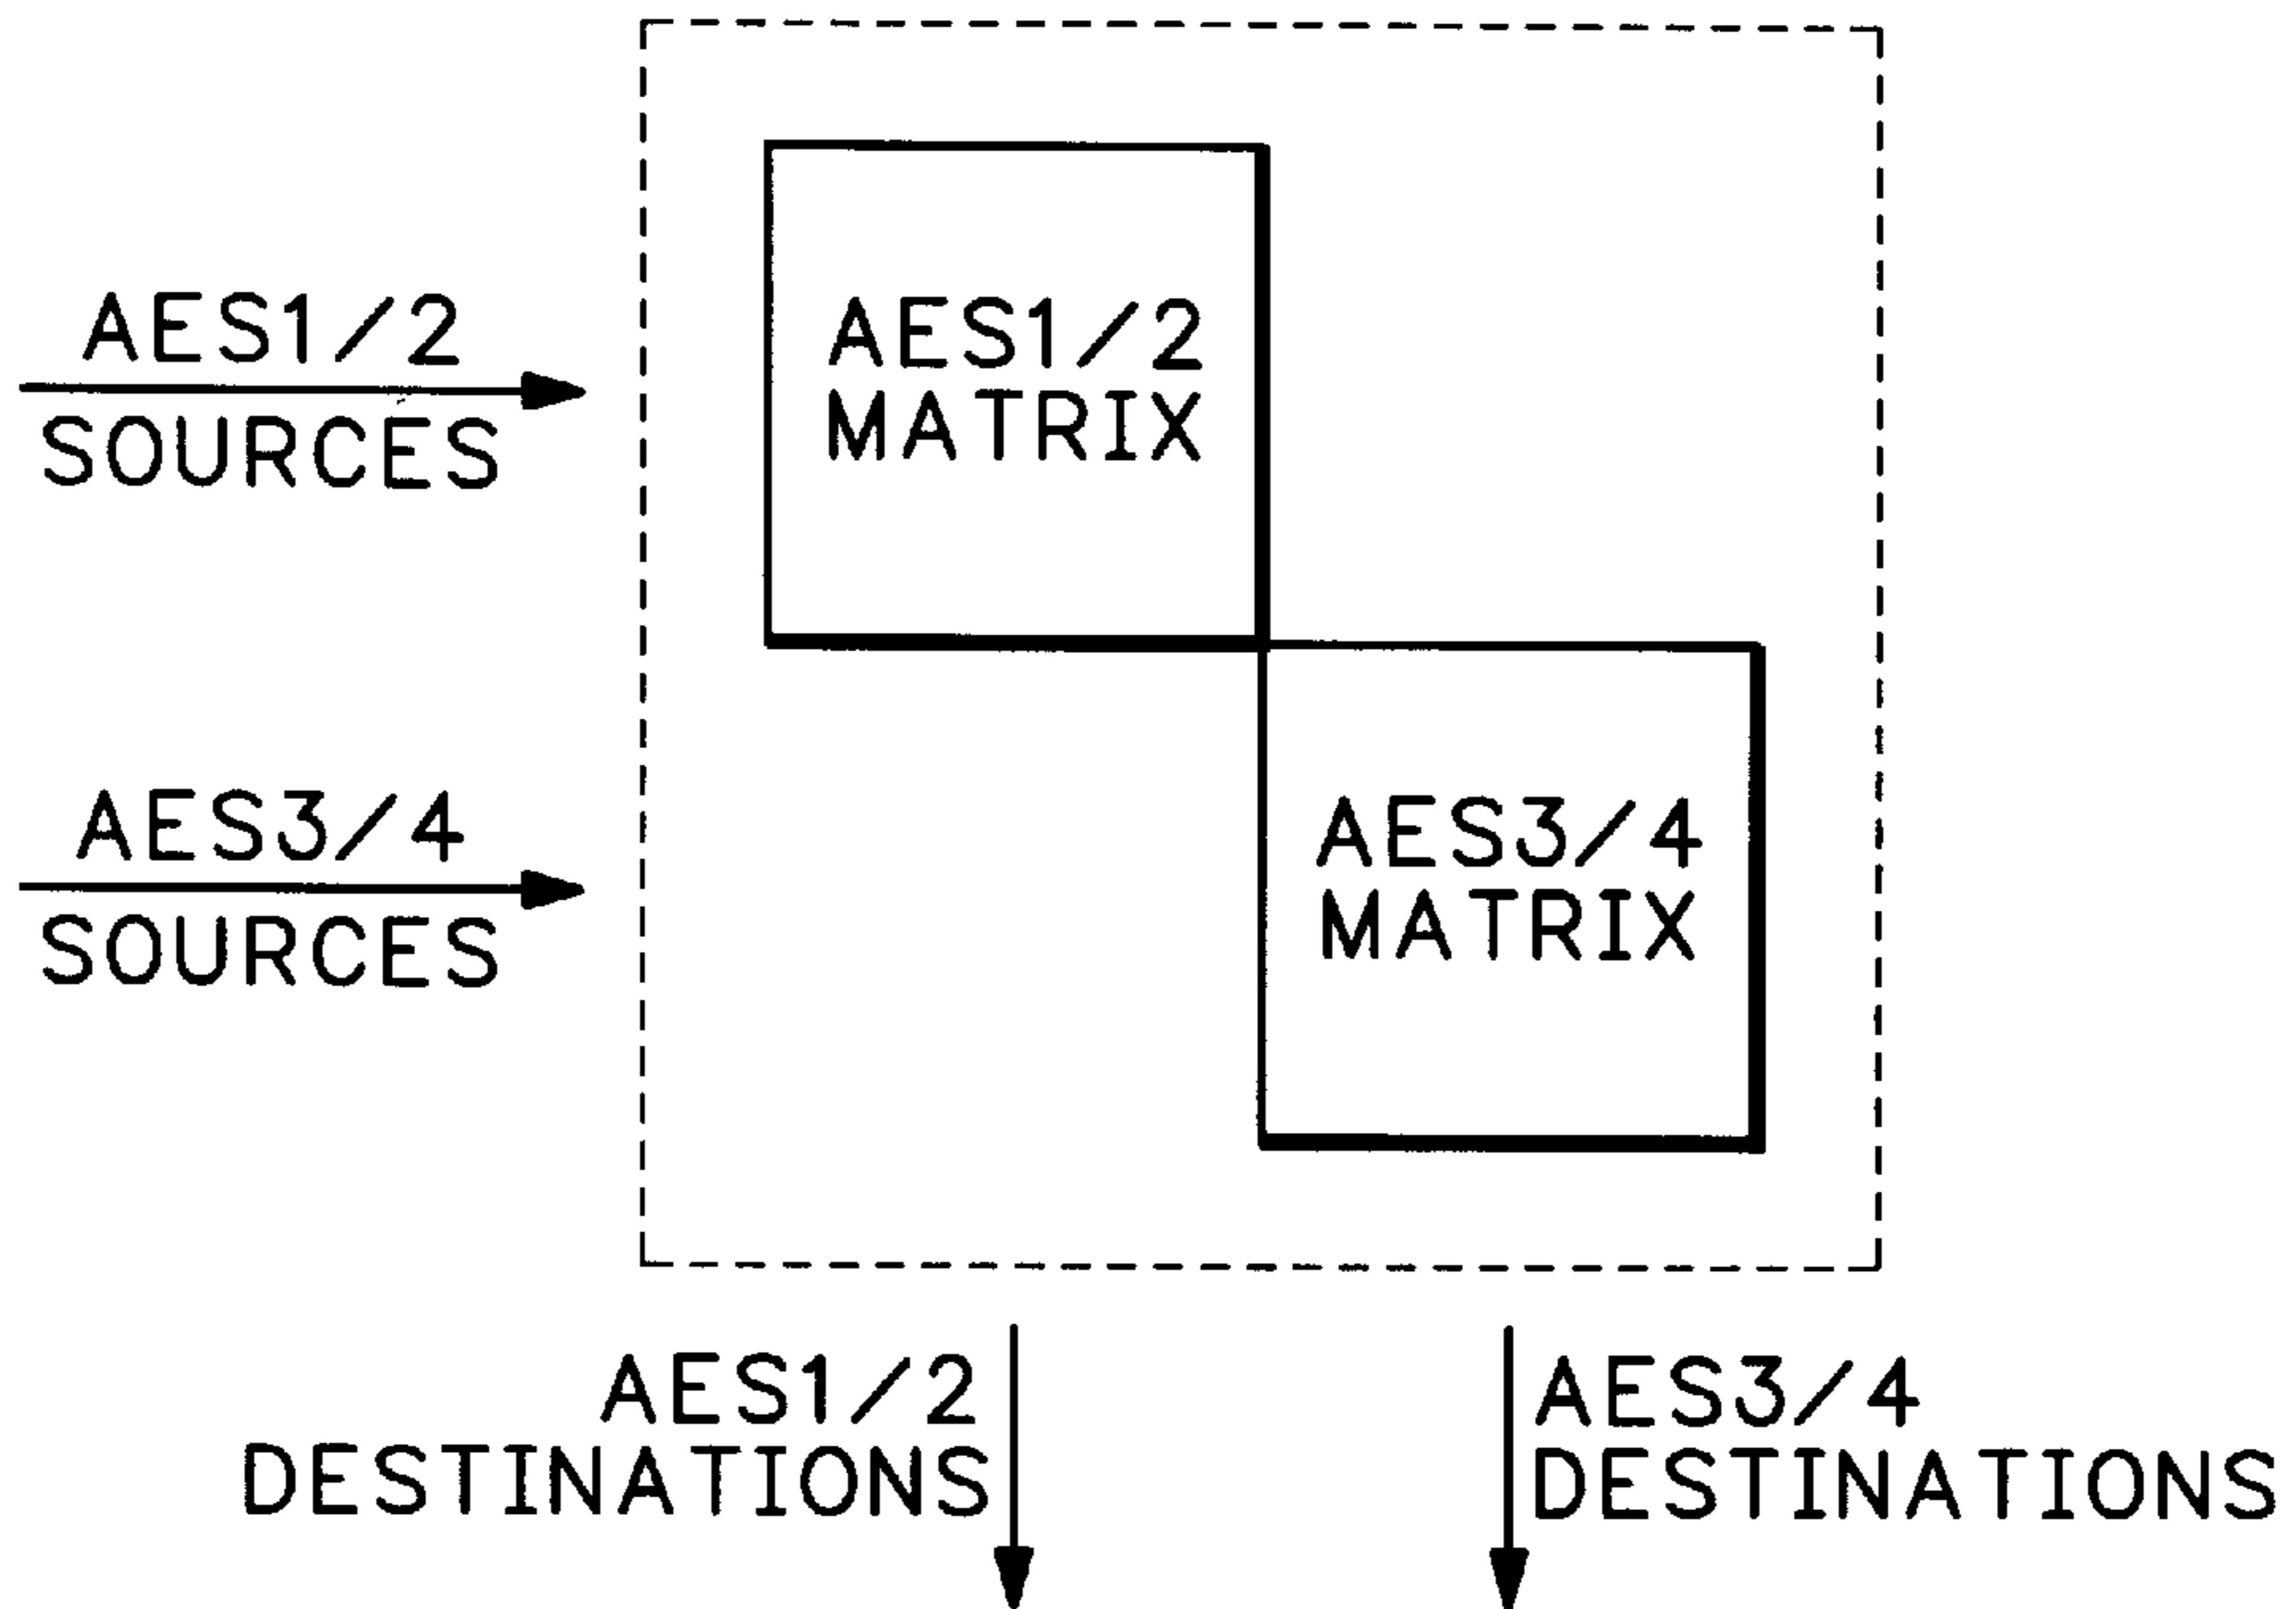 AES1/2
SOURCES
AES1/2
MATRIX
AES3/4
SOURCES
AES3/4
MATRIX
AES1/2
DESTINATIONS
AES3/4
DESTINATIONS